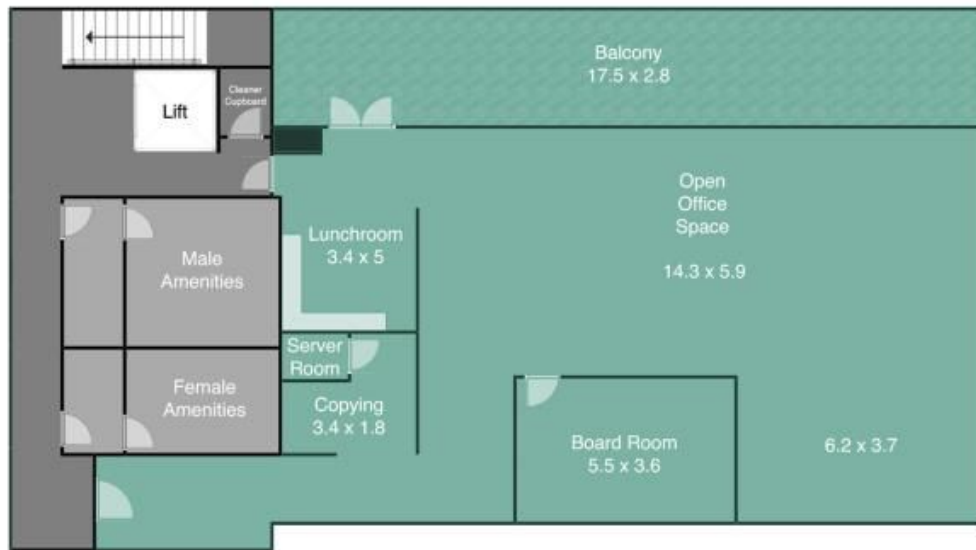 Balcony
17.5 x 2.8
Cleaner
Cupboard
Lift
Open
Office
Space
14.3 x 5.9
Lunchroom
3.4 x 5
Male
Amenities
Server
Room
Female
Amenities
Copying
3.4 x 1.8
Board Room
5.5 x 3.6
6.2 x 3.7